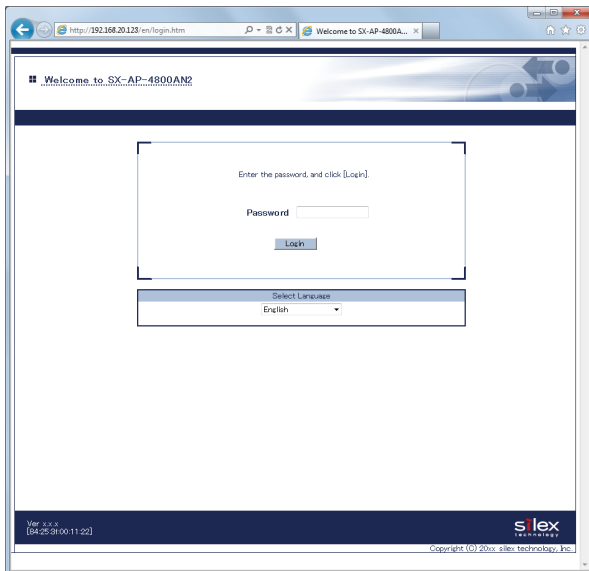 http://192.168.20.123/en/login.htm
Welcome to SX-AP-4800A...
Welcome to SX-AP-4800AN2
Enter the password, and click [Login].
Password
Login
Select Language
English
Ver x.x.x
[84:25:3f:00:11:22]
silex
technology
Copyright (C) 20xx silex technology, Inc.